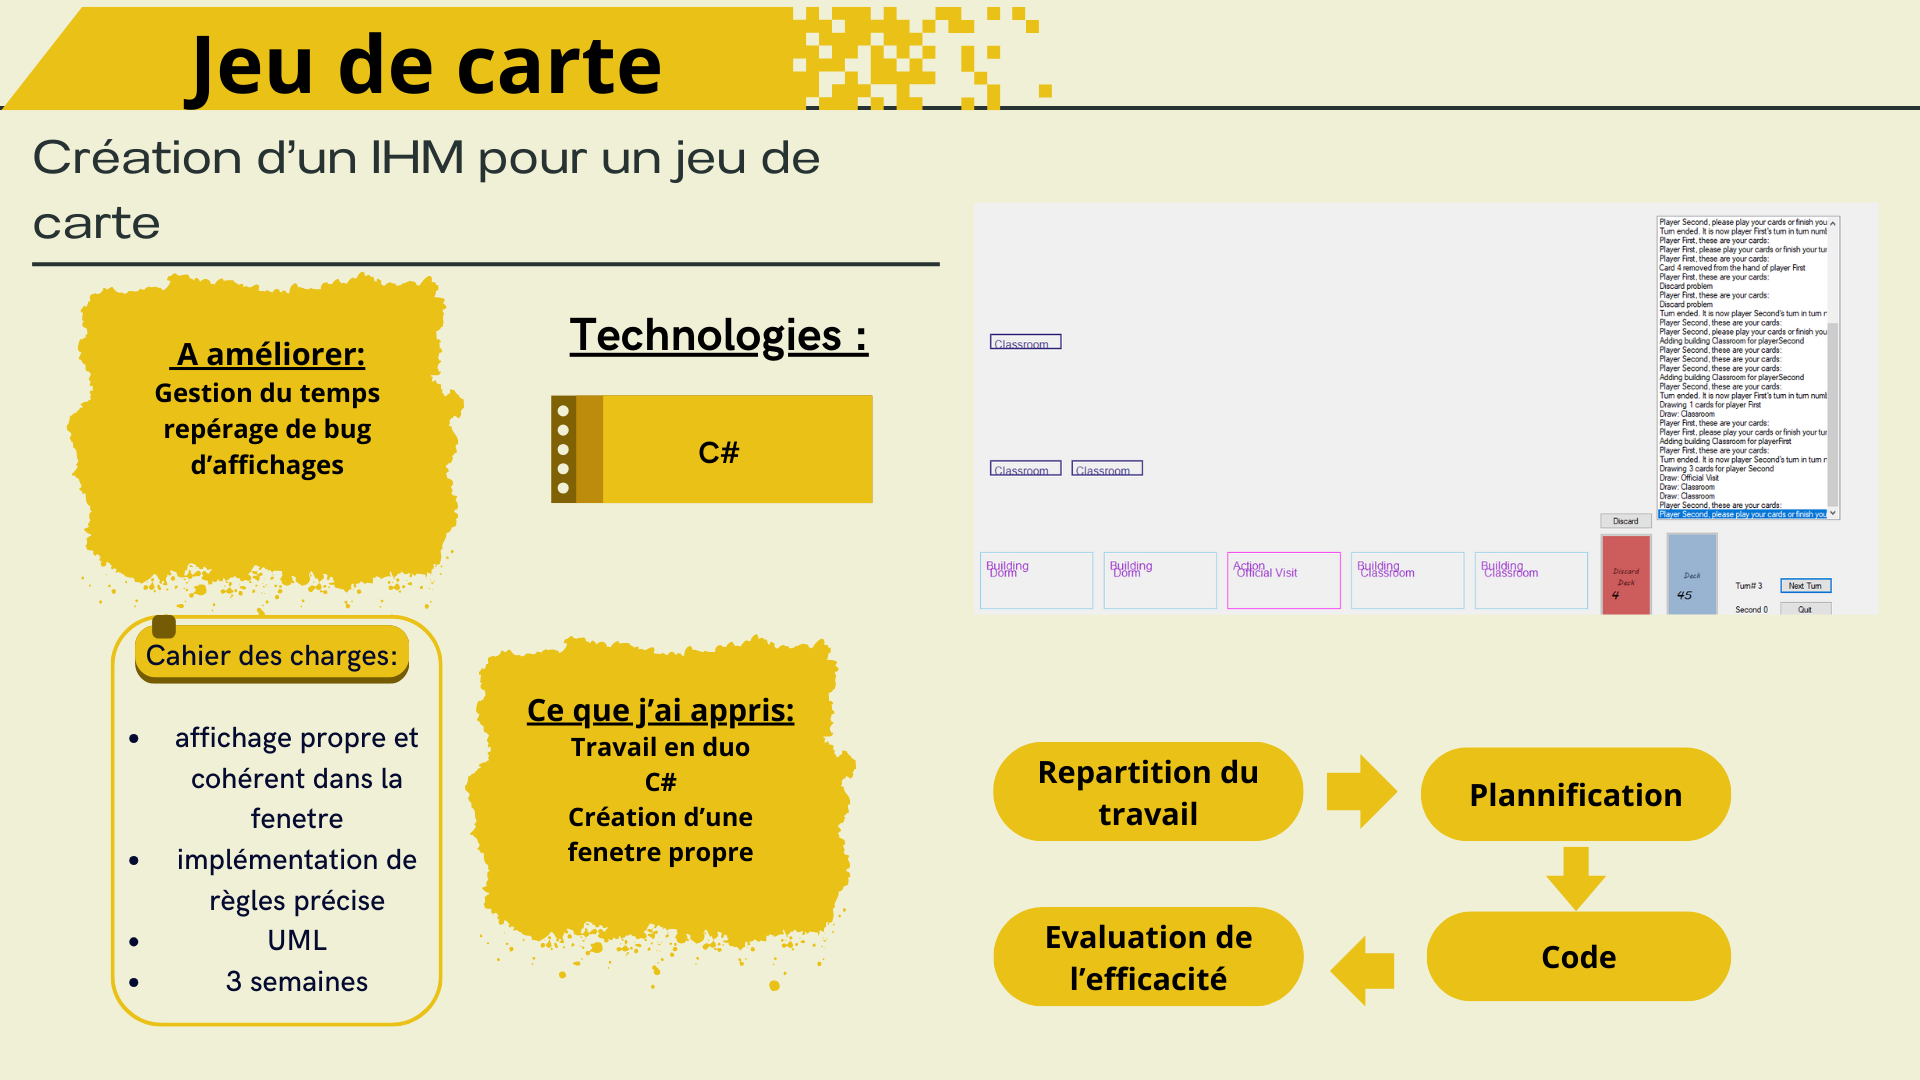 Jeu de carte
Création d’un IHM pour un jeu de
carte
A améliorer:
Gestion du temps
repérage de bug
d’affichages
Technologies :
C#
Cahier des charges:
• affichage propre et
cohérent dans la
fenetre
• implémentation de
règles précise
• UML
• 3 semaines
Ce que j’ai appris:
Travail en duo
C#
Création d’une
fenetre propre
Classroom
Classroom Classroom
Building
Dorm
Building
Dorm
Action
Official Visit
Building
Classroom
Building
Classroom
Player Second, please play your cards or finish you
Turn ended. It is now player First's turn in turn numb
Player First, these are your cards:
Player First, please play your cards or finish your tur
Player First, these are your cards:
Card 4 removed from the hand of player First
Player First, these are your cards:
Discard problem
Player First, these are your cards:
Discard problem
Turn ended. It is now player Second's turn in turn r
Player Second, these are your cards:
Player Second, please play your cards or finish you
Adding building Classroom for playerSecond
Player Second, these are your cards:
Player Second, these are your cards:
Player Second, these are your cards:
Adding building Classroom for playerSecond
Player Second, these are your cards:
Turn ended. It is now player First's turn in turn numb
Drawing 1 cards for player First
Draw: Classroom
Player First, these are your cards:
Player First, please play your cards or finish your tur
Adding building Classroom for playerFirst
Player First, these are your cards:
Turn ended. It is now player Second's turn in turn r
Drawing 3 cards for player Second
Draw: Official Visit
Draw: Classroom
Draw: Classroom
Player Second, these are your cards:
Player Second, please play your cards or finish you
Discard
Discard
Deck
4
Deck
45
Turn# 3
Next Turn
Second 0
Quit
Repartition du
travail
Plannification
Code
Evaluation de
l’efficacité